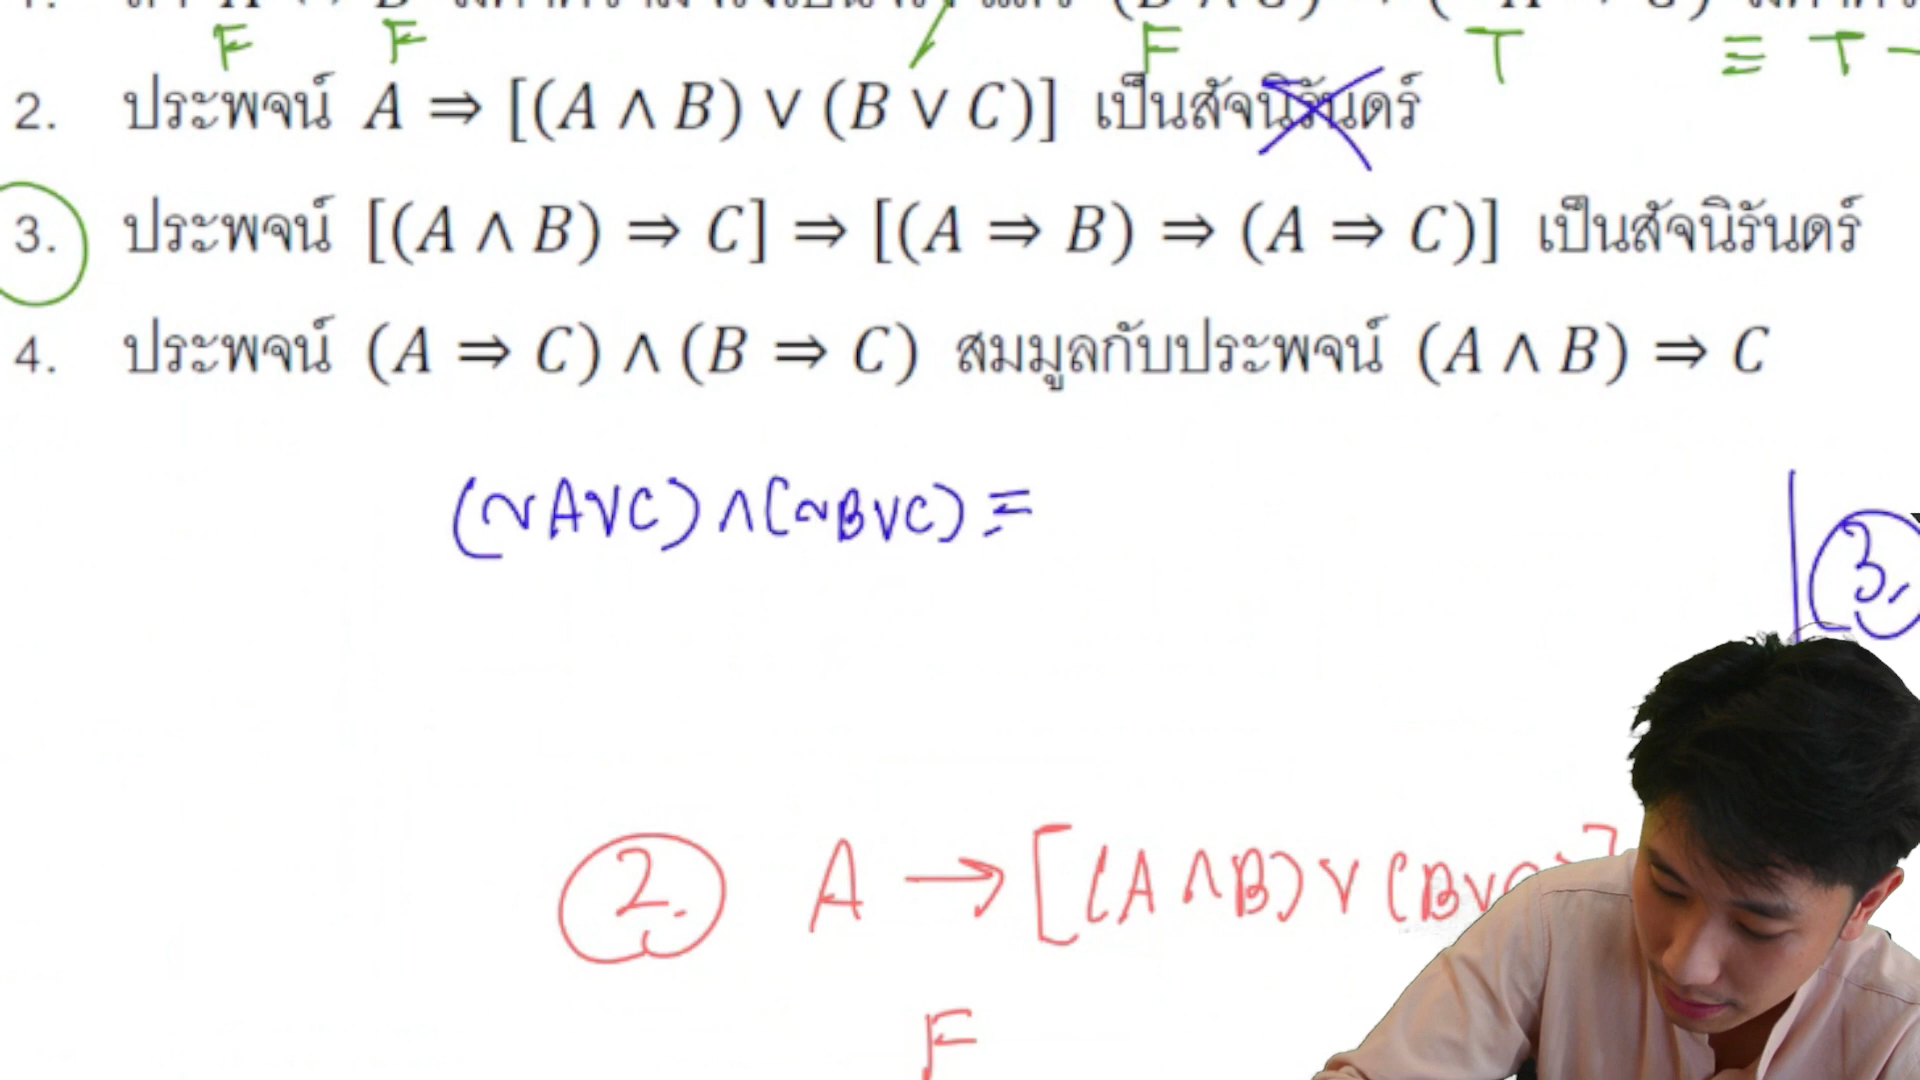 F F F T ≡ T
2. ประพจน์ A ⇒ [(A ∧ B) ∨ (B ∨ C)] เป็นสัจนิรันดร์
3. ประพจน์ [(A ∧ B) ⇒ C] ⇒ [(A ⇒ B) ⇒ (A ⇒ C)] เป็นสัจนิรันดร์
4. ประพจน์ (A ⇒ C) ∧ (B ⇒ C) สมมูลกับประพจน์ (A ∧ B) ⇒ C
(~A∨C)∧(~B∨C) ≡
3.
2. A → [(A∧B)∨(B∨
F